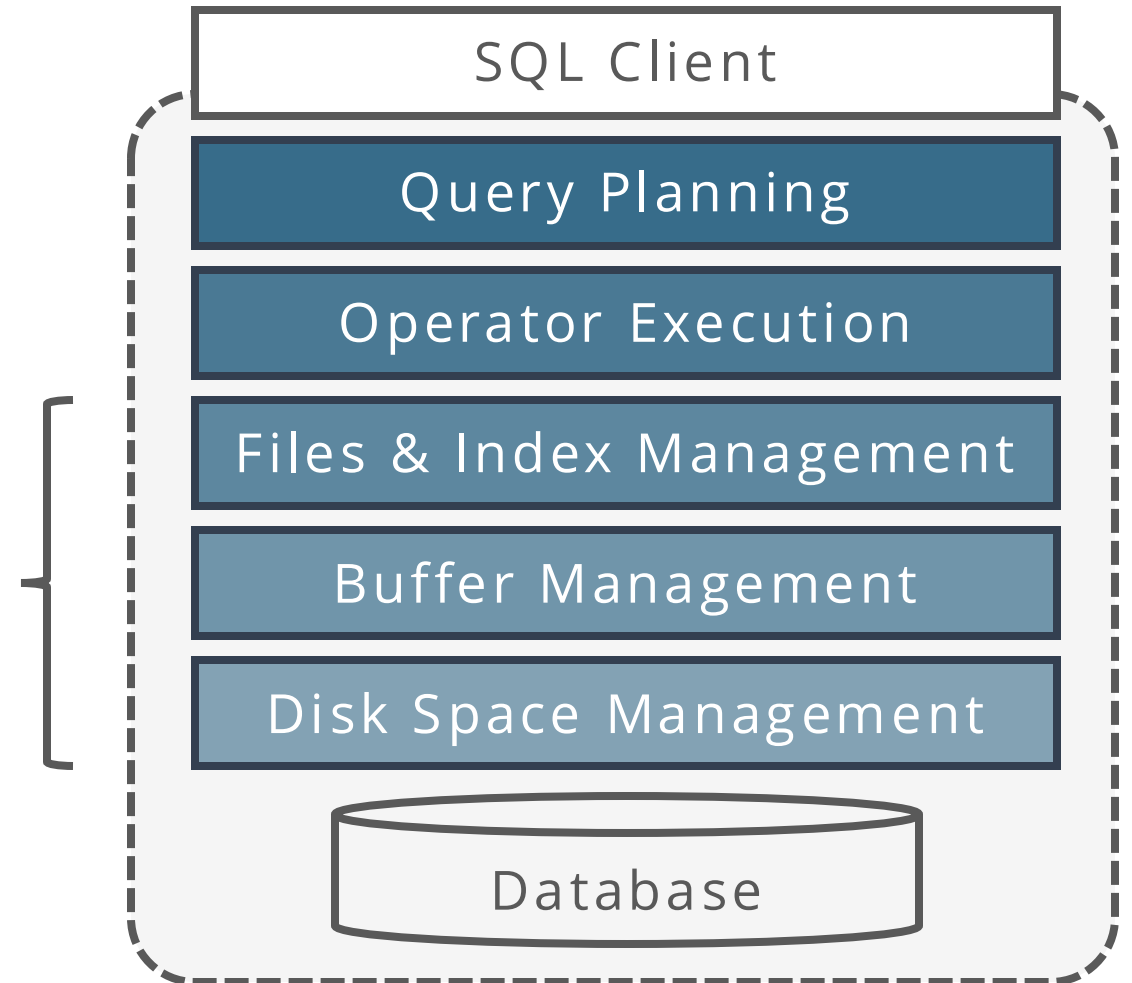 SQL Client
Query Planning
Operator Execution
Files & Index Management
Buffer Management
Disk Space Management
Database